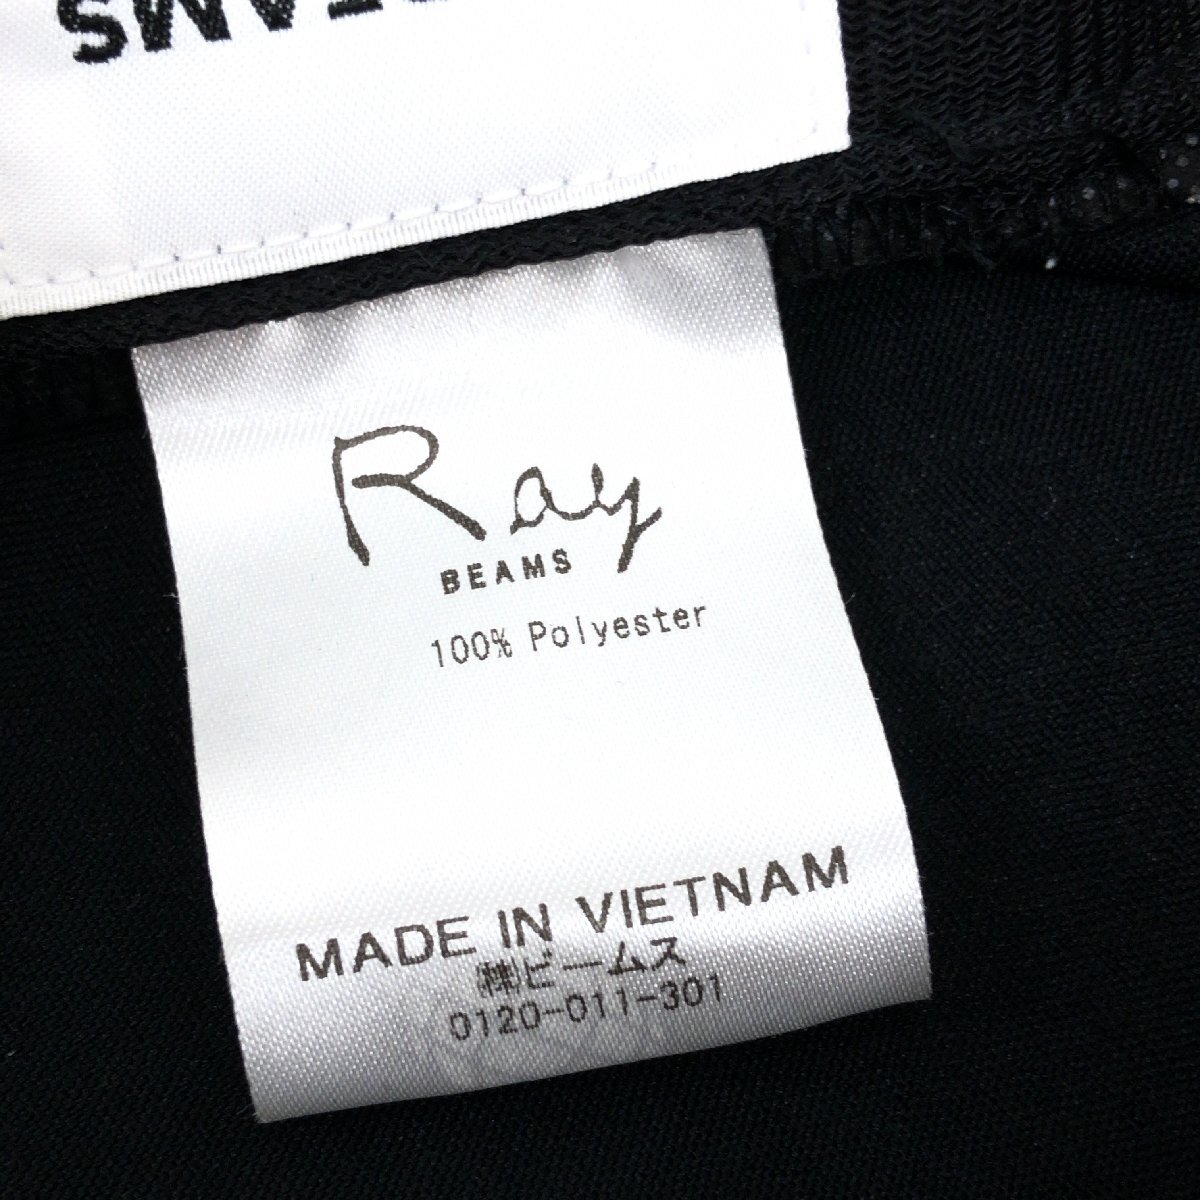 Ray
BEAMS
100% Polyester
MADE IN VIETNAM
㈱ビームス
0120-011-301